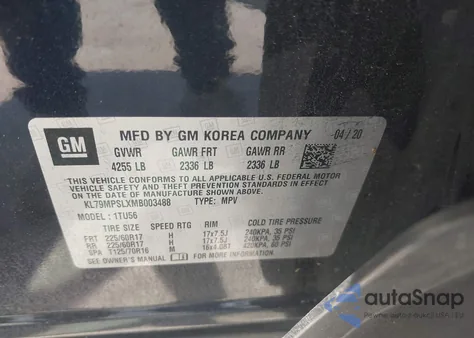 GM
MFD BY GM KOREA COMPANY 04/20
GVWR GAWR FRT GAWR RR
4255 LB 2336 LB 2336 LB
THIS VEHICLE CONFORMS TO ALL APPLICABLE U.S.
FEDERAL MOTOR VEHICLE SAFETY STANDARDS IN EFFECT
ON THE DATE OF MANUFACTURE SHOWN ABOVE.
KL79MPSLXMB003488 TYPE: MPV
MODEL: 1TU56
TIRE SIZE SPEED RTG RIM COLD TIRE PRESSURE
FRT 225/60R17 H 17x7.5J 240KPA, 35 PSI
RR 225/60R17 H 17x7.5J 240KPA, 35 PSI
SPA T125/70R16 M 420KPA, 60 PSI
SEE OWNER'S MANUAL FOR MORE INFORMATION
autoSnap